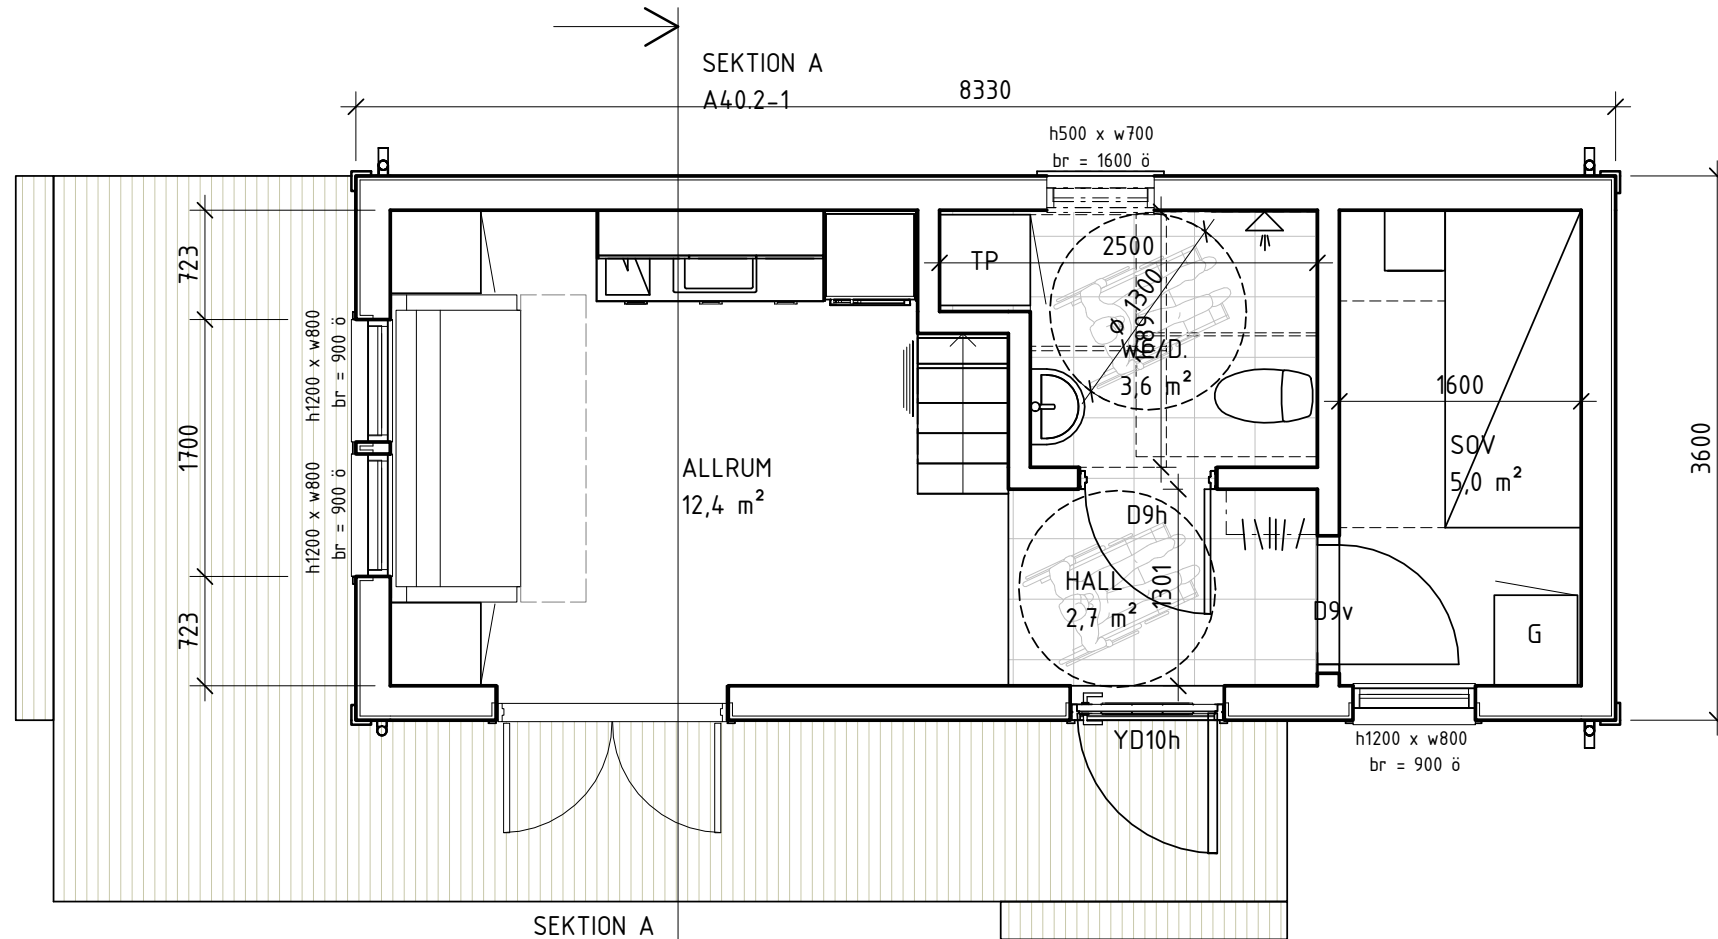 SEKTION A
A40.2-1
8330
h500 x w700
br = 1600 ö
723
h1200 x w800
br = 900 ö
1700
h1200 x w800
br = 900 ö
723
TP
2500
ø 1300
1689
WC/D.
3,6 m²
1600
SOV
5,0 m²
3600
ALLRUM
12,4 m²
D9h
HALL
2,7 m²
1301
D9v
G
YD10h
h1200 x w800
br = 900 ö
SEKTION A